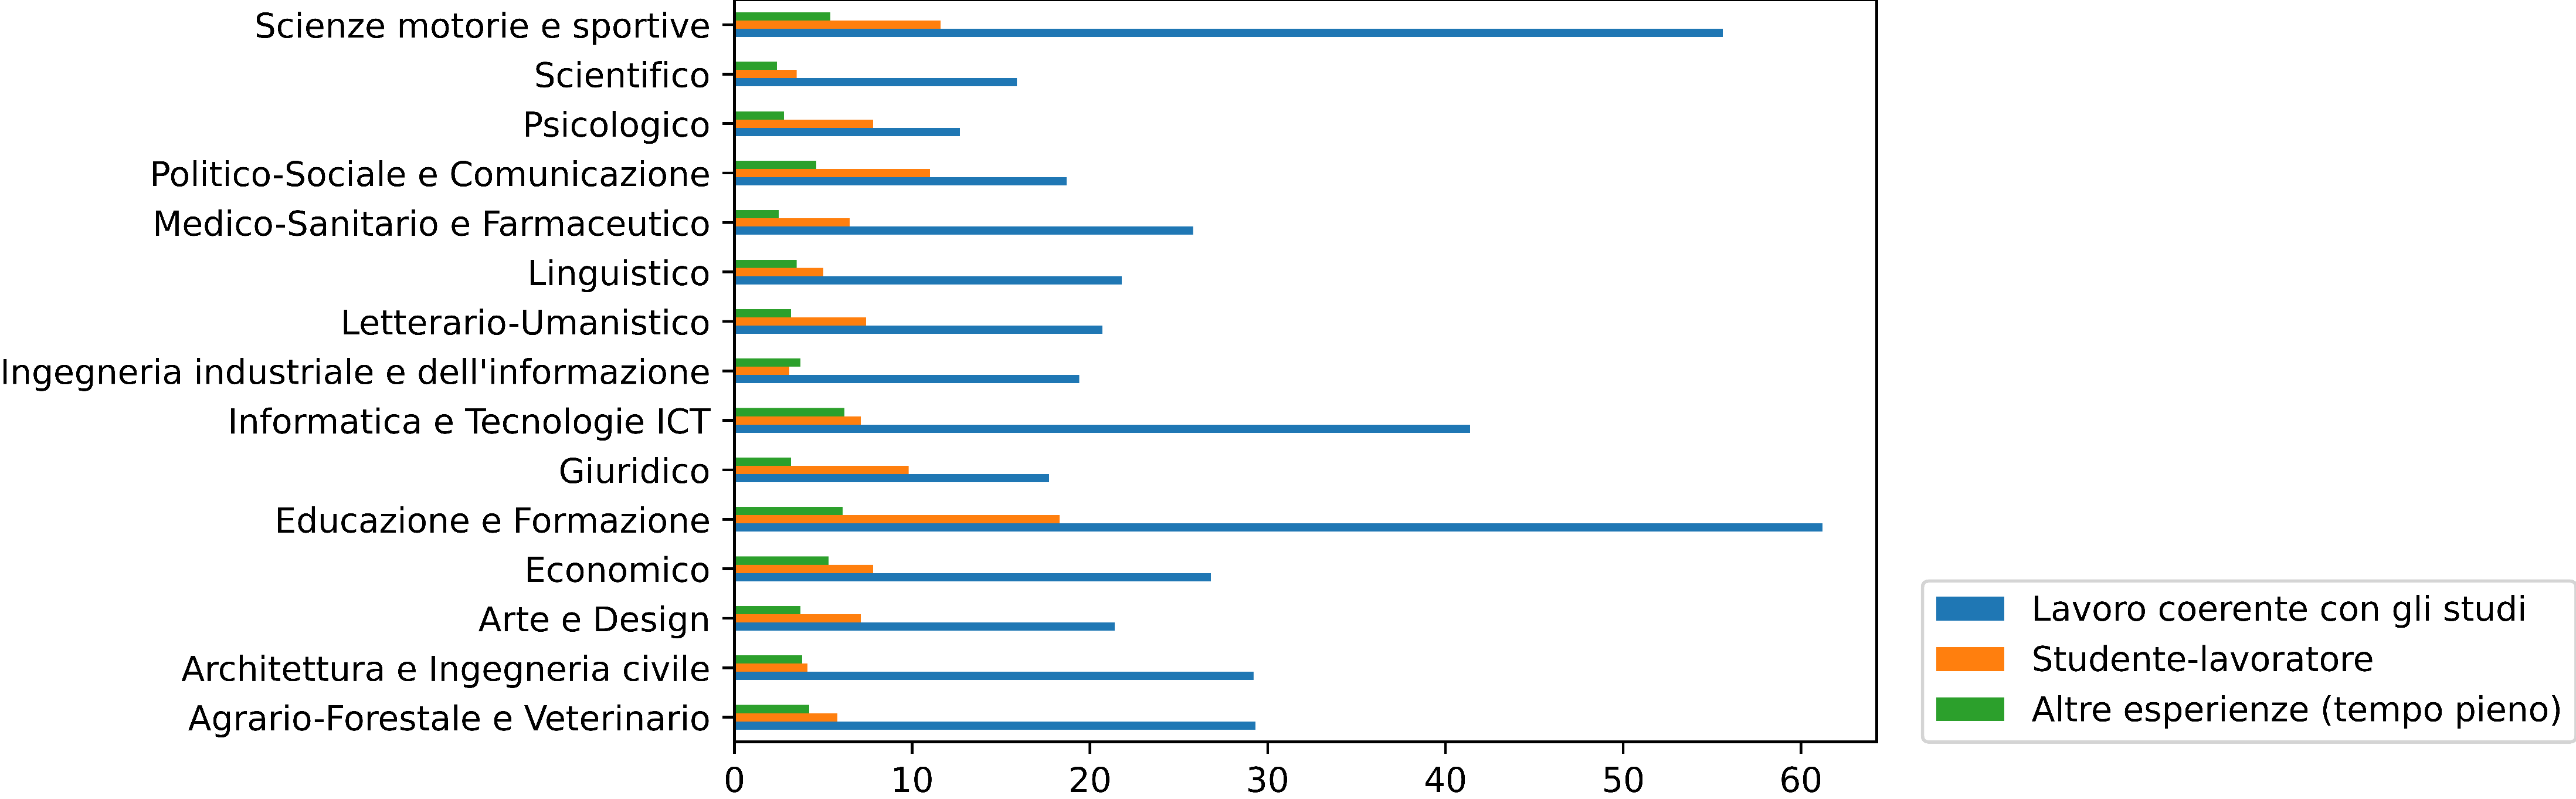 Scienze motorie e sportive
Scientifico
Psicologico
Politico-Sociale e Comunicazione
Medico-Sanitario e Farmaceutico
Linguistico
Letterario-Umanistico
Ingegneria industriale e dell'informazione
Informatica e Tecnologie ICT
Giuridico
Educazione e Formazione
Economico
Arte e Design
Architettura e Ingegneria civile
Agrario-Forestale e Veterinario
0 10 20 30 40 50 60
Lavoro coerente con gli studi
Studente-lavoratore
Altre esperienze (tempo pieno)